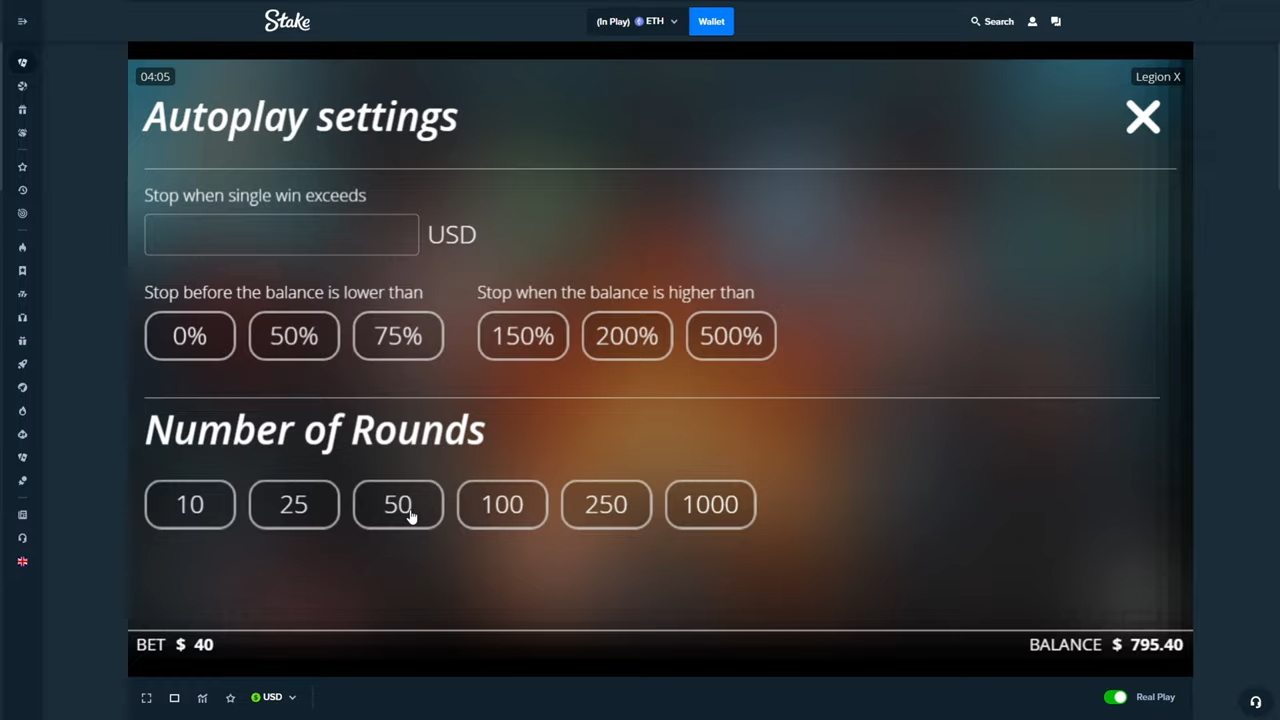 Stake
(In Play) ETH
Wallet
Search
04:05
Legion X
Autoplay settings
Stop when single win exceeds
USD
Stop before the balance is lower than
Stop when the balance is higher than
0% 50% 75% 150% 200% 500%
Number of Rounds
10 25 50 100 250 1000
BET $ 40
BALANCE $ 795.40
USD
Real Play